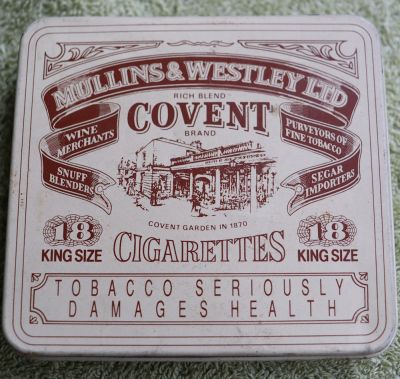 MULLINS & WESTLEY LTD
RICH BLEND
COVENT
BRAND
WINE
MERCHANTS
SNUFF
BLENDERS
PURVEYORS OF
FINE TOBACCO
SEGAR
IMPORTERS
COVENT GARDEN IN 1870
18
KING SIZE
CIGARETTES
18
KING SIZE
TOBACCO SERIOUSLY
DAMAGES HEALTH